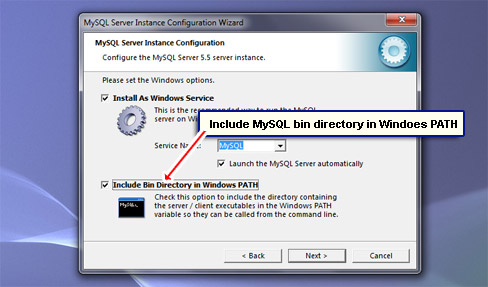 MySQL Server Instance Configuration Wizard
MySQL Server Instance Configuration
Configure the MySQL Server 5.5 server instance.
Please set the Windows options.
Install As Windows Service
This is the recommended way to run the MySQL
server on Win
Include MySQL bin directory in Windoes PATH
Service Name: MySQL
Launch the MySQL Server automatically
Include Bin Directory in Windows PATH
Check this option to include the directory containing
the server / client executables in the Windows PATH
variable so they can be called from the command line.
< Back Next > Cancel